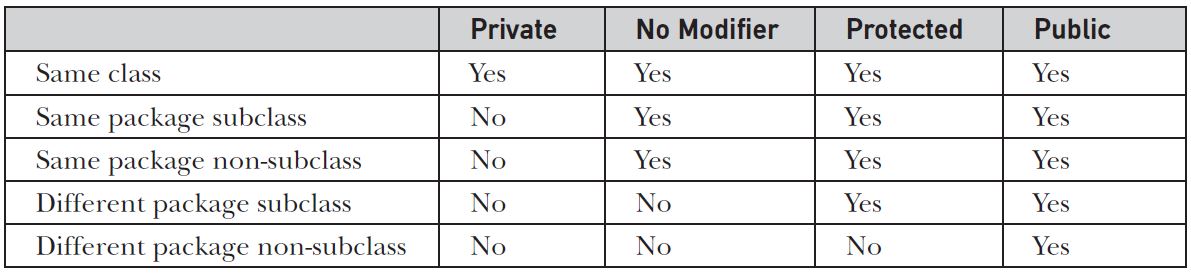 Private No Modifier Protected Public
Same class Yes Yes Yes Yes
Same package subclass No Yes Yes Yes
Same package non-subclass No Yes Yes Yes
Different package subclass No No Yes Yes
Different package non-subclass No No No Yes